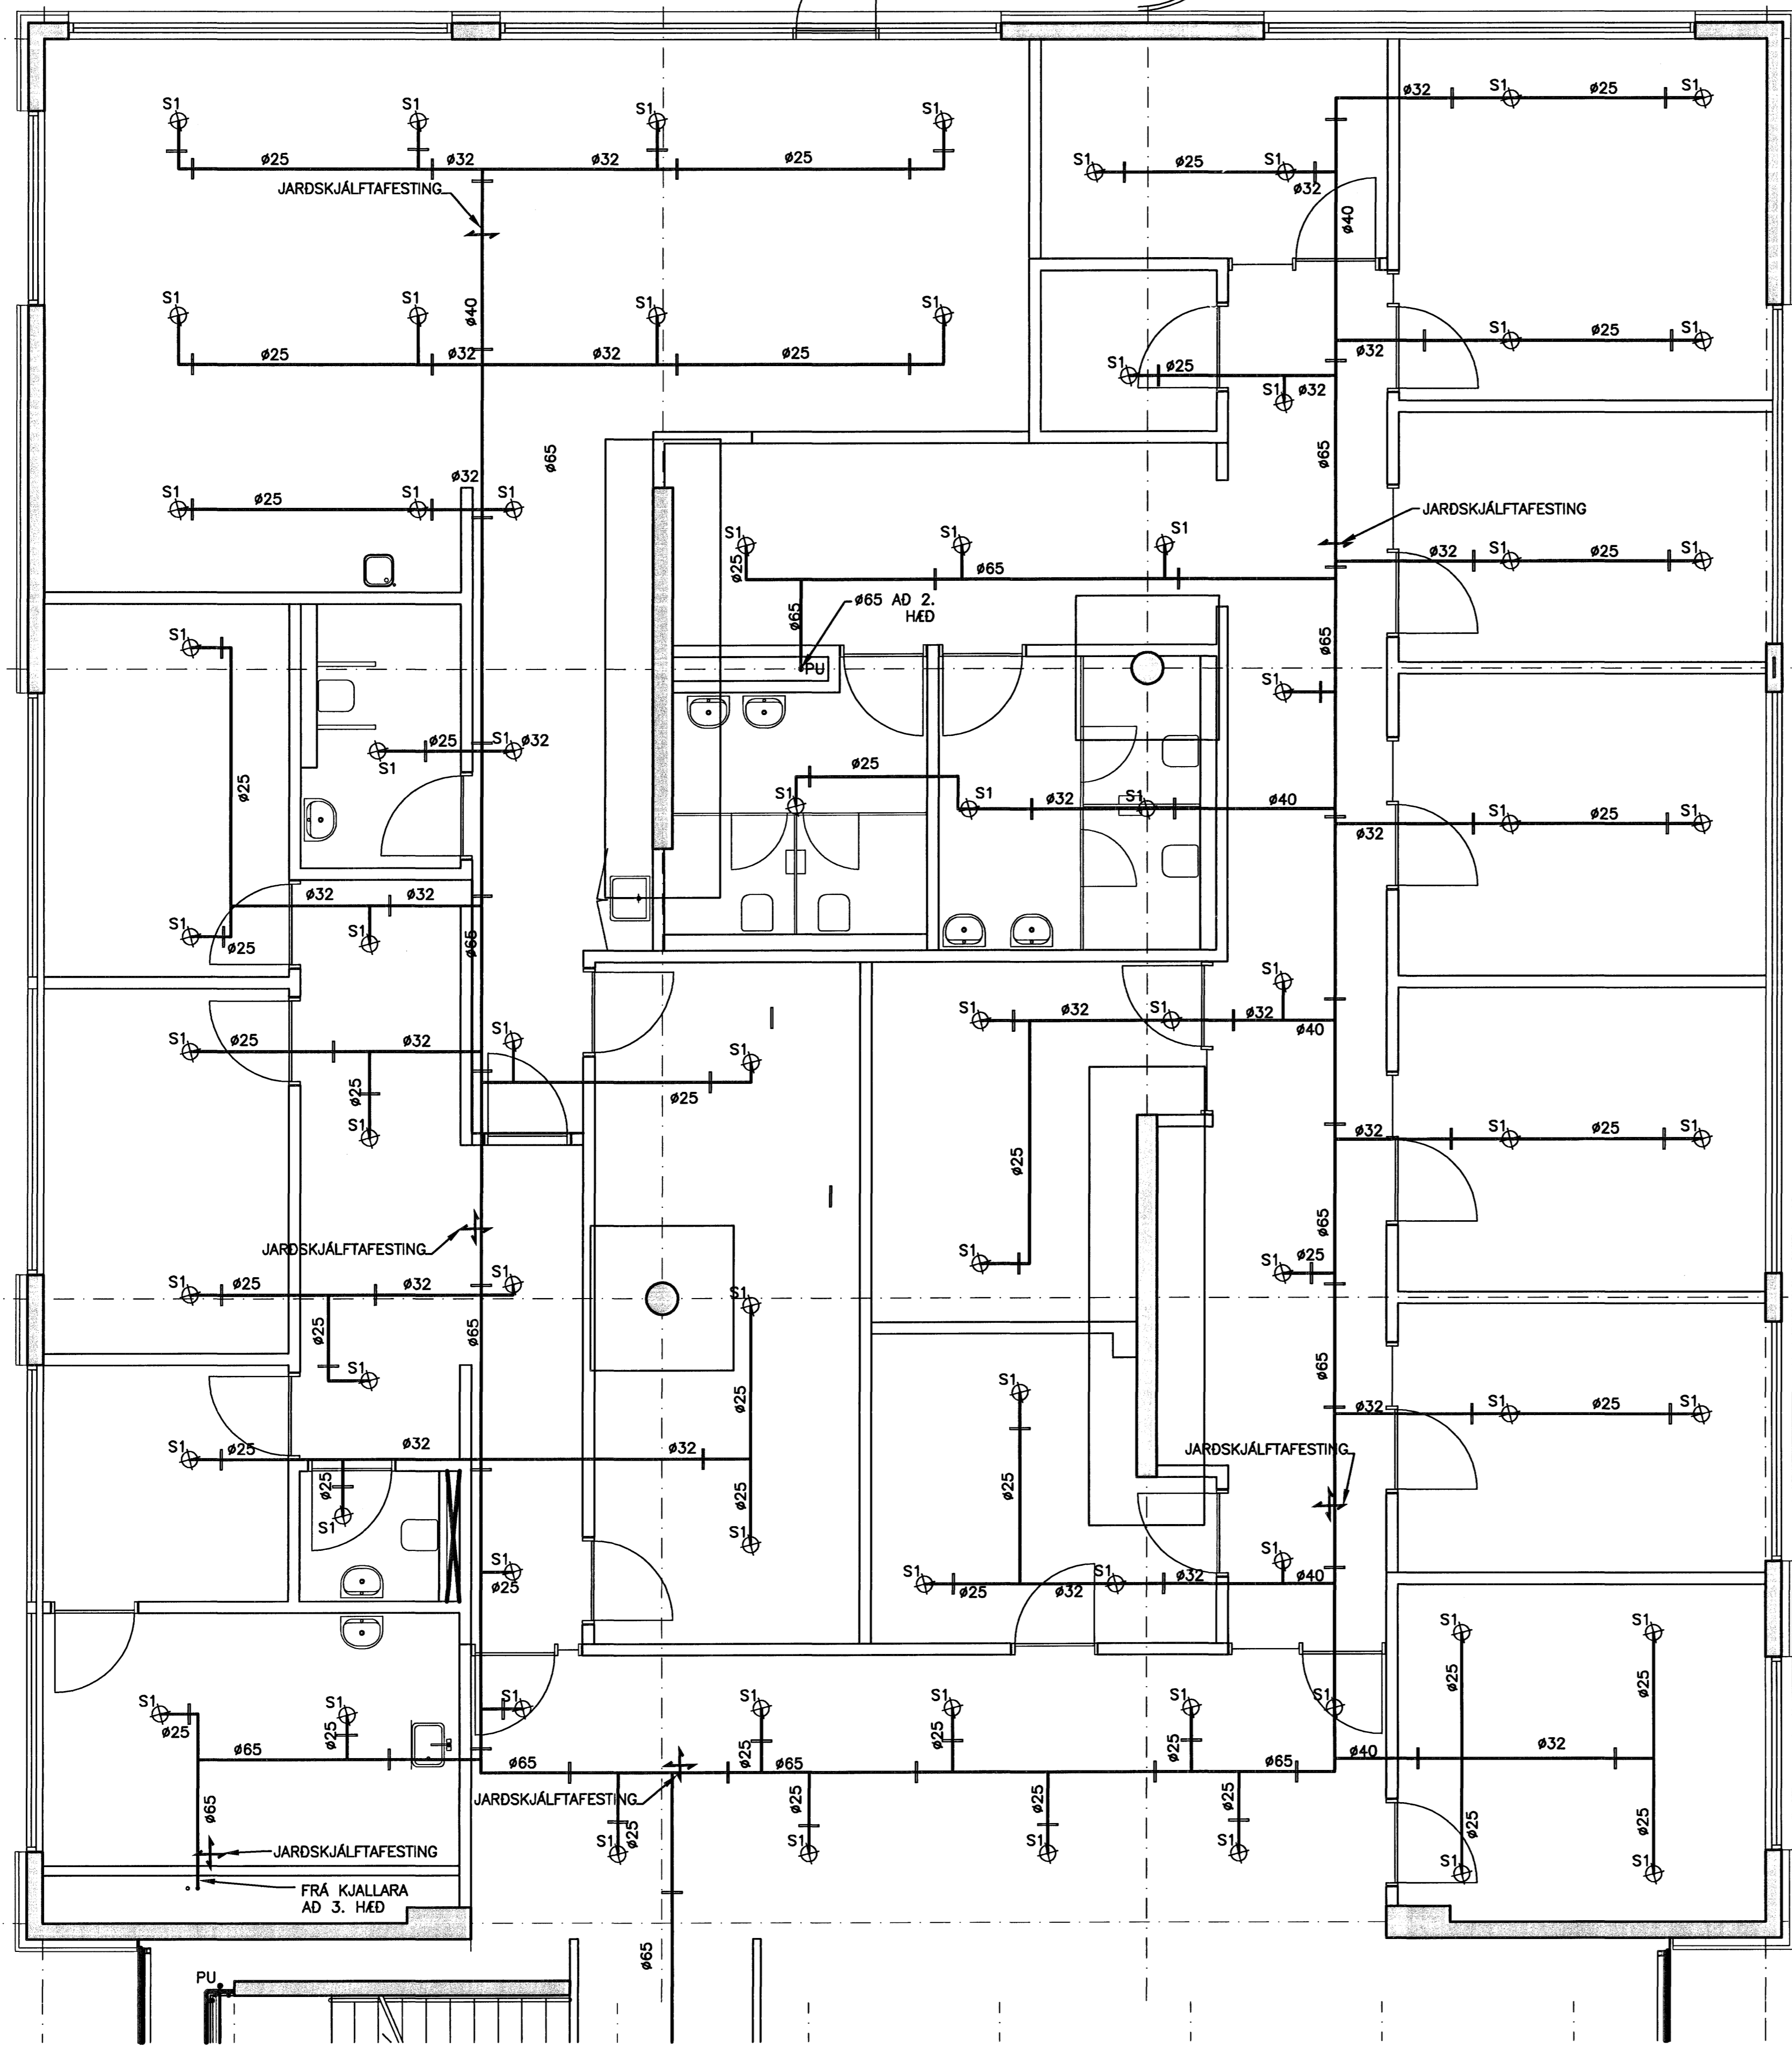 S1 S1 S1 S1
ø25 ø32 ø32 ø25
JARÐSKJÁLFTAFESTING
ø40
S1 S1 S1 S1
ø25 ø32 ø32 ø25
ø65
ø32
S1 ø25 S1 S1
ø32 S1 ø25 S1
S1 ø25 S1
ø32
ø40
S1 ø25 S1
ø32
S1 ø25
S1 ø32
ø65
JARÐSKJÁLFTAFESTING
ø32 S1 ø25 S1
S1 S1 S1
ø25 ø65
ø65
ø65 AÐ 2.
HÆÐ
PU
ø65
S1
S1
ø25
S1
ø25 S1 ø32
S1
ø25
S1 S1 ø32 S1 ø40
ø32 S1 ø25 S1
ø32 ø32
S1 ø25 S1
ø65
S1
S1 ø32 S1 ø32
ø40
S1 ø25 ø32
S1 S1
ø25
ø25
S1
ø25
S1
ø32 S1 ø25 S1
JARÐSKJÁLFTAFESTING
ø65
S1 ø25
S1 ø25 ø32 S1
ø25
S1
ø65
S1
ø25
S1
ø65
ø32 S1 ø25 S1
S1 ø25 ø32 ø32
ø25
S1
ø25
S1
ø25
JARÐSKJÁLFTAFESTING
S1
ø25
S1 ø25 ø32 S1 ø32 S1 ø40
S1 S1
ø25 ø25
ø32
ø25 ø25
S1 S1
ø40
S1 S1
ø25 ø25
ø65
ø65
S1 S1 S1 S1 S1
ø25 ø25 ø25
ø65 ø65 ø65
JARÐSKJÁLFTAFESTING
ø25 ø25 ø25 ø25
S1 S1 S1 S1
JARÐSKJÁLFTAFESTING
FRÁ KJALLARA
AÐ 3. HÆÐ
ø65
PU